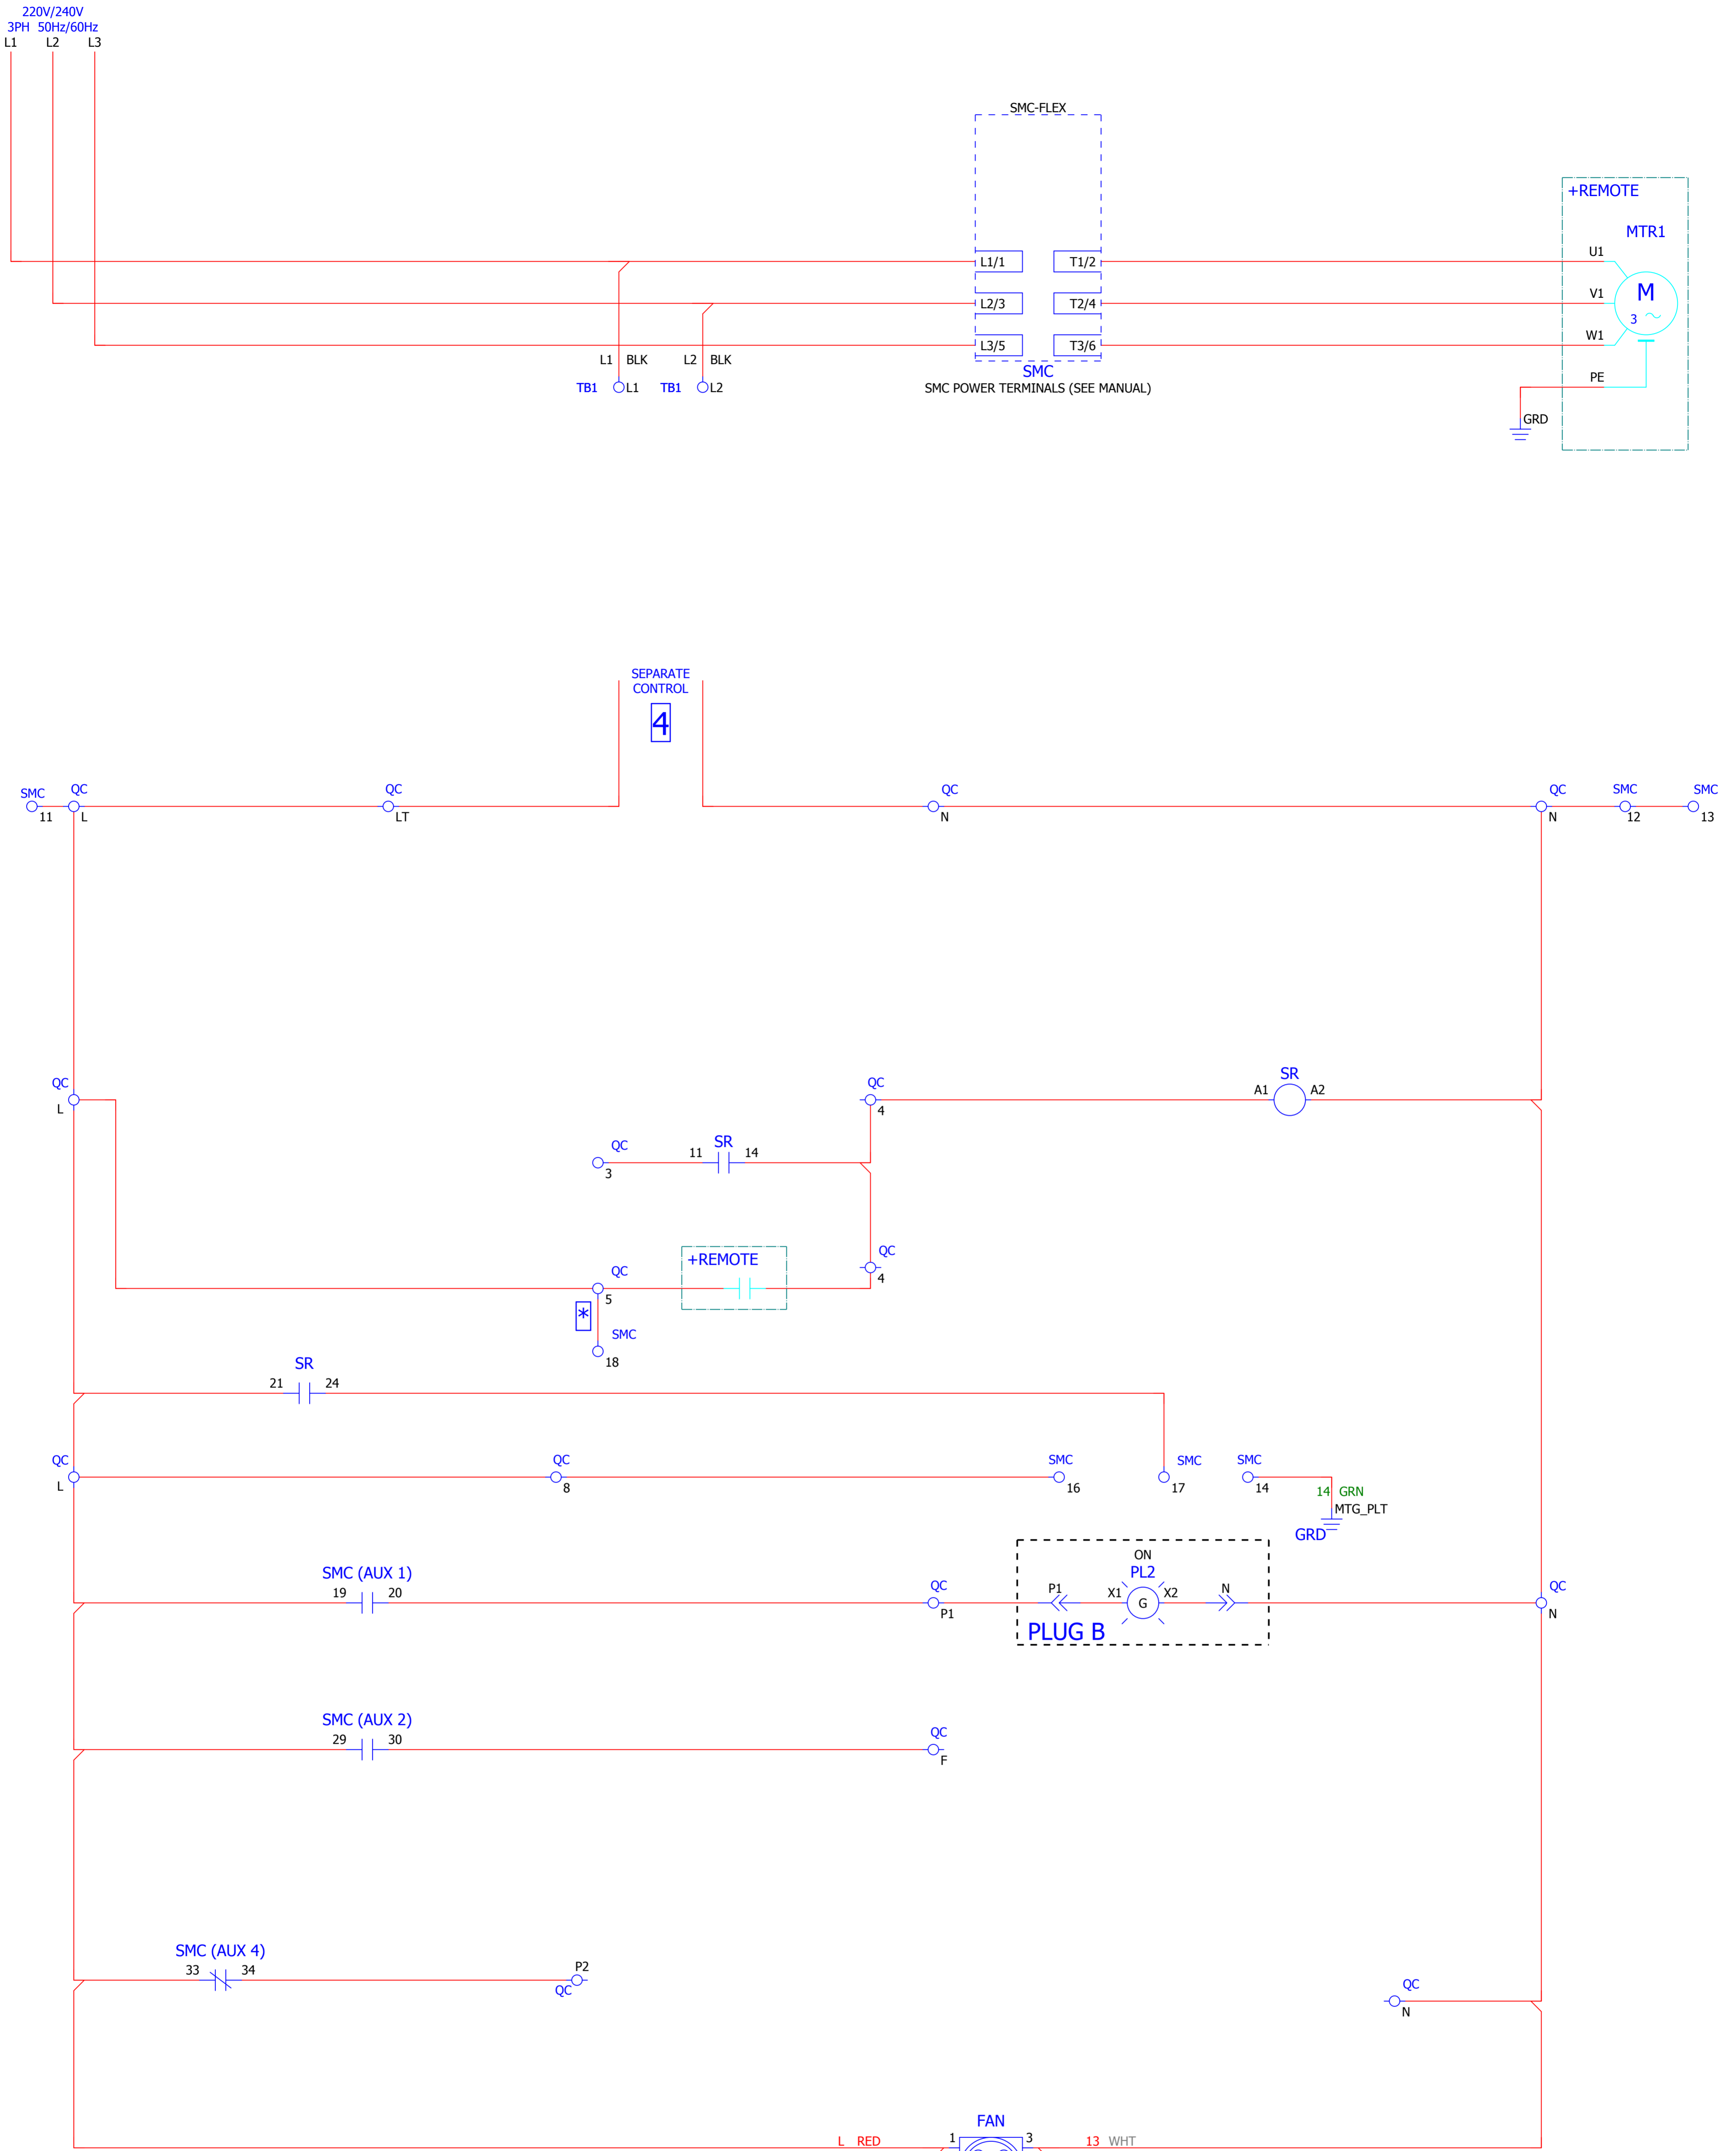 220V/240V
3PH 50Hz/60Hz
L1 L2 L3
SMC-FLEX
+REMOTE
MTR1
L1/1 T1/2 U1
L2/3 T2/4 V1 M
3 ~
L3/5 T3/6 W1
L1 BLK L2 BLK
SMC
TB1 L1 TB1 L2
SMC POWER TERMINALS (SEE MANUAL)
PE
GRD
SEPARATE
CONTROL
4
SMC QC QC QC QC SMC SMC
11 L LT N N 12 13
QC QC SR
L 4 A1 A2
QC SR
3 11 14
+REMOTE QC
4
QC
5
*
SMC
18
SR
21 24
QC QC SMC SMC SMC
L 8 16 17 14
14 GRN
MTG_PLT
GRD
ON
SMC (AUX 1) PL2
19 20 QC P1 X1 G X2 N QC
P1 N
PLUG B
SMC (AUX 2)
29 30 QC
F
SMC (AUX 4)
33 34 P2
QC
QC
N
FAN
L RED 1 3 13 WHT